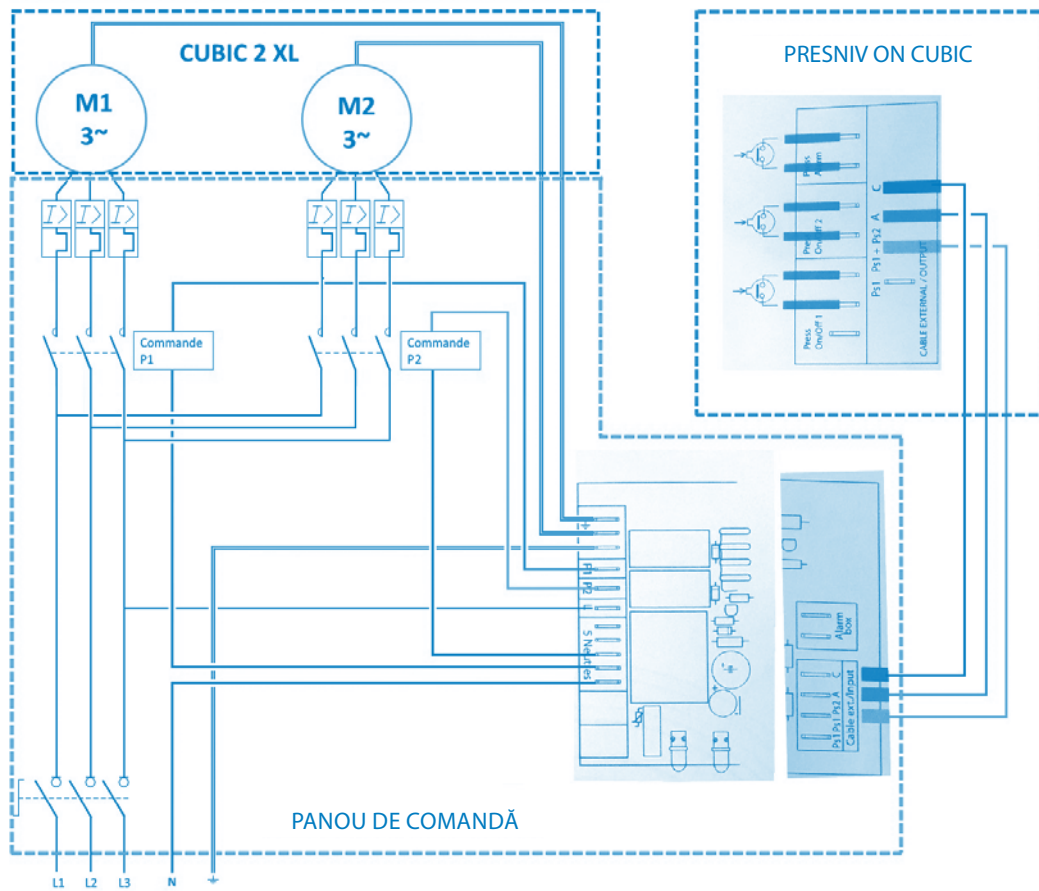 CUBIC 2 XL
PRESNIV ON CUBIC
M1
3~
M2
3~
Press
Alarm
Press
On/Off 2
Press
On/Off 1
C
A
Ps1 + Ps2
Ps1
CABLE EXTERNAL / OUTPUT
I>
I>
I>
I>
I>
I>
Commande
P1
Commande
P2
P1
P2
L
5 Neutres
Alarm
box
C
A
Ps2
Ps1
Ps1
Cable ext./Input
PANOU DE COMANDĂ
L1
L2
L3
N